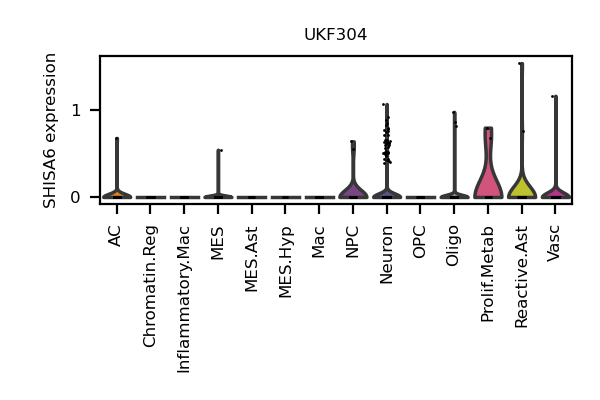 UKF304
SHISA6 expression
1
0
AC
Chromatin.Reg
Inflammatory.Mac
MES
MES.Ast
MES.Hyp
Mac
NPC
Neuron
OPC
Oligo
Prolif.Metab
Reactive.Ast
Vasc